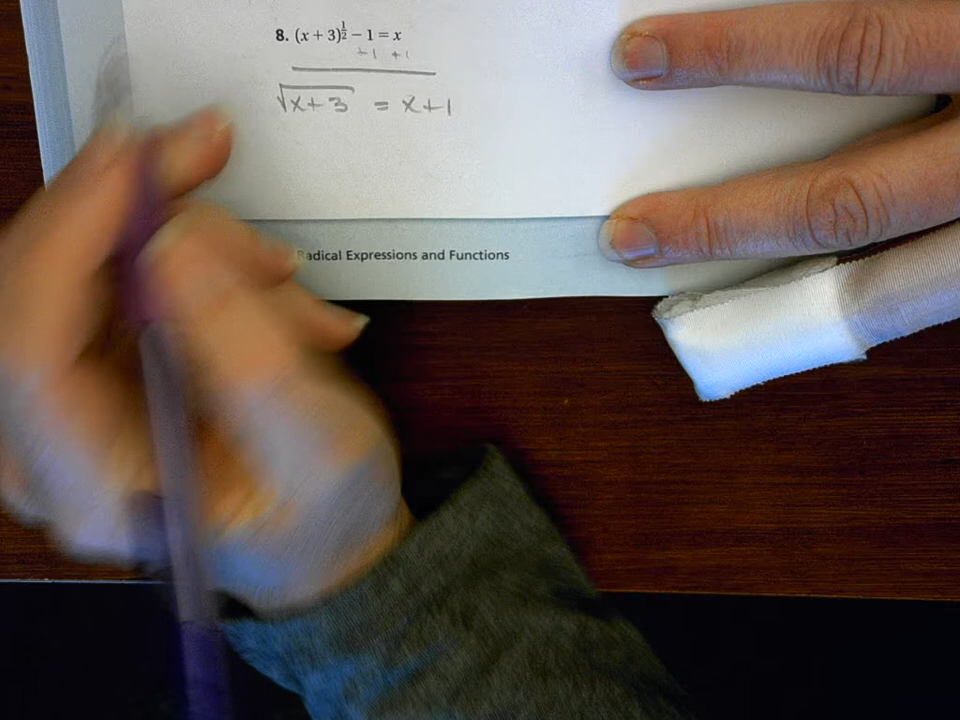 8. (x + 3)^½ − 1 = x
+1 +1
√x+3 = x+1
Radical Expressions and Functions